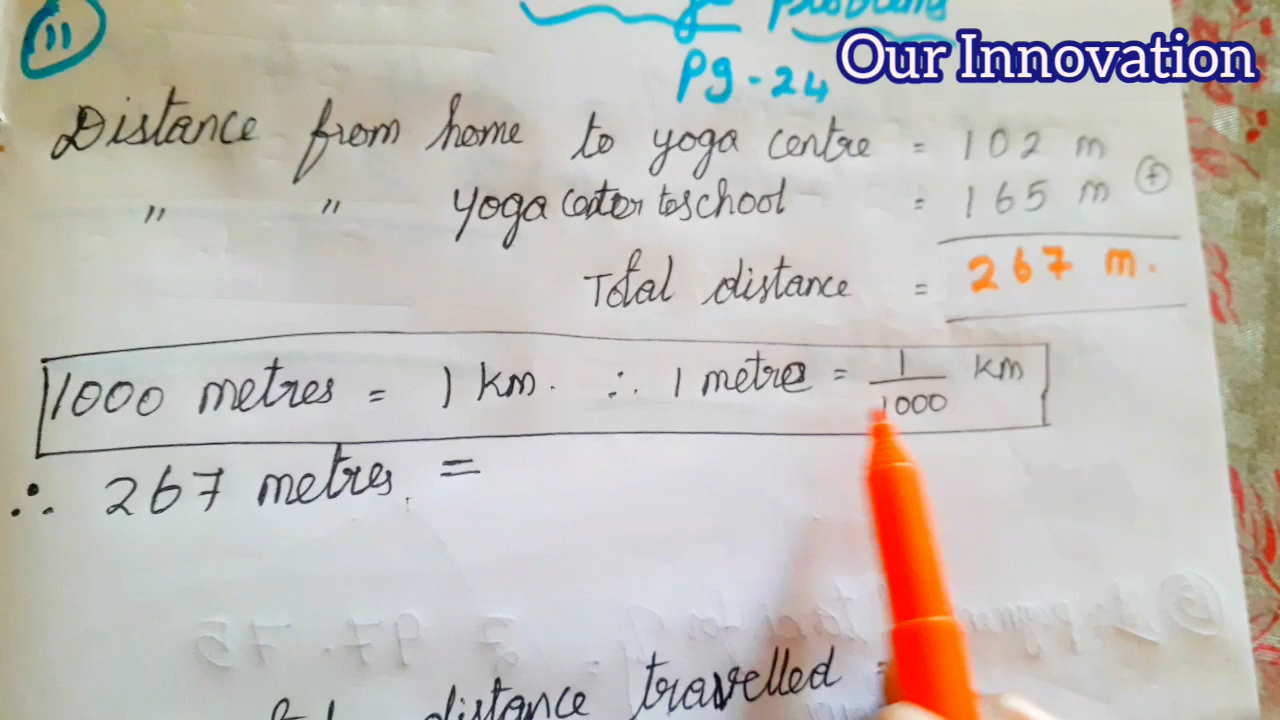 11
Problems
Pg - 24
Our Innovation
Distance from home to yoga centre = 102 m
" " Yoga center to school = 165 m (+)
Total distance = 267 m.
1000 metres = 1 km. ∴ 1 metre = 1/1000 km
∴ 267 metres =
distance travelled =